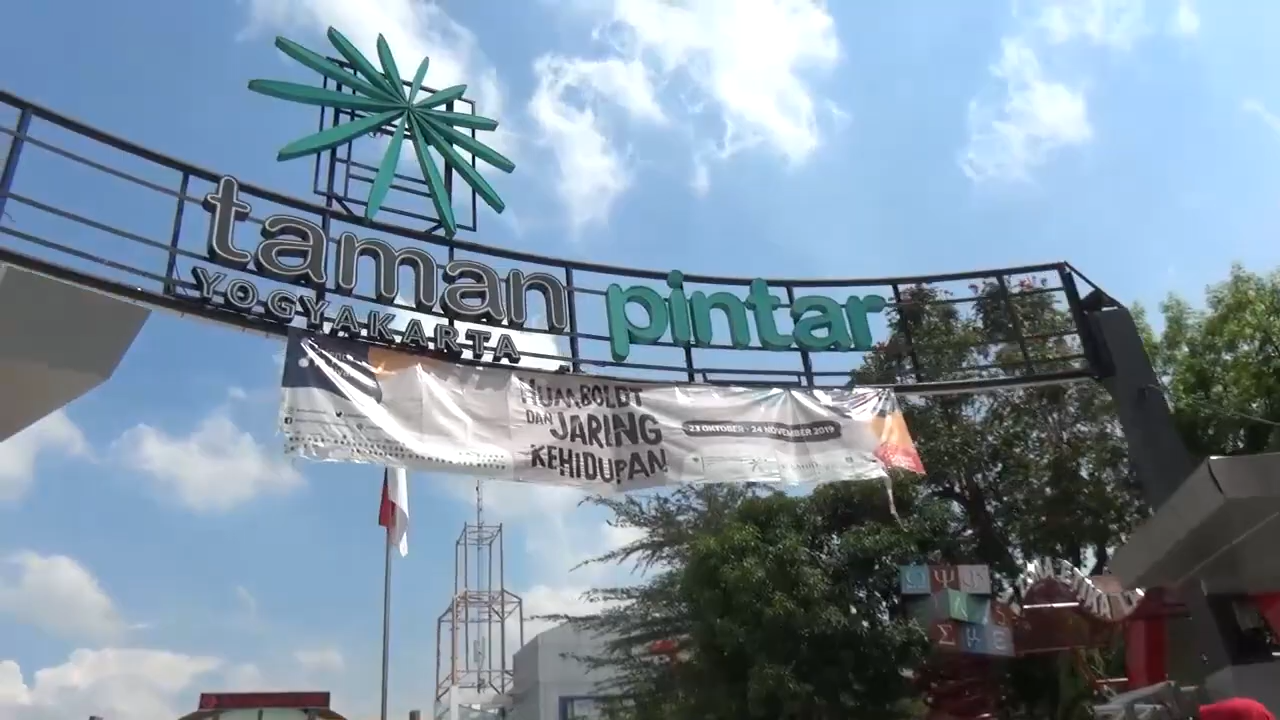 taman pintar
YOGYAKARTA
HUMBOLDT
DAN JARING
KEHIDUPAN
23 OKTOBER - 24 NOVEMBER 2019